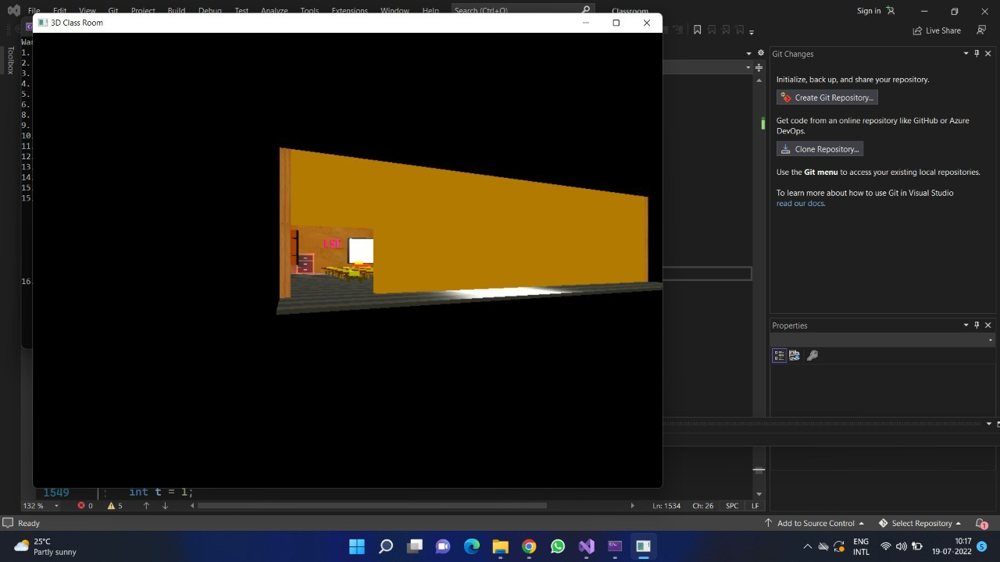 File Edit View Git Project Build Debug Test Analyze Tools Extensions Window Help Search (Ctrl+Q) Classroom Sign in
3D Class Room
Live Share
Toolbox
War
1.
2.
3.
4.
5.
6.
8.
9.
10
11
12
13
14
15
15
16
CSE
Git Changes
Initialize, back up, and share your repository.
Create Git Repository...
Get code from an online repository like GitHub or Azure
DevOps.
Clone Repository...
Use the Git menu to access your existing local repositories.
To learn more about how to use Git in Visual Studio
read our docs.
Properties
1549 int t = 1;
132 % 0 5 Ln: 1534 Ch: 26 SPC LF
Ready Add to Source Control Select Repository 1
25°C
Partly sunny
ENG
INTL
18:17
13-07-2022
5